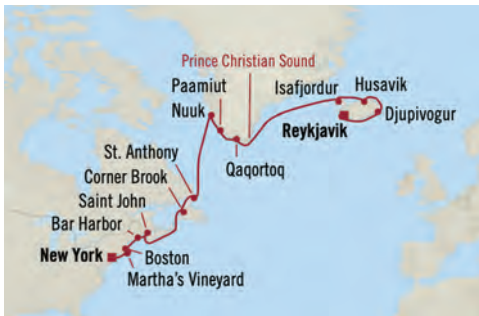 Prince Christian Sound
Paamiut
Nuuk
Isafjordur
Husavik
Djupivogur
Reykjavik
Qaqortoq
St. Anthony
Corner Brook
Saint John
Bar Harbor
New York
Boston
Martha's Vineyard